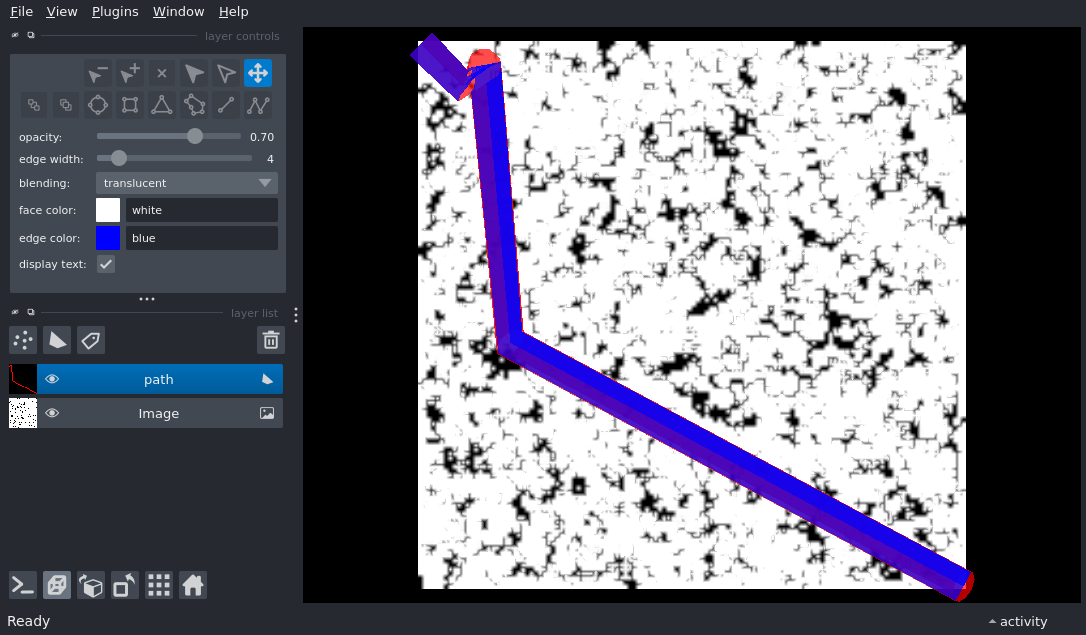 File View Plugins Window Help
layer controls
opacity: 0.70
edge width: 4
blending: translucent
face color: white
edge color: blue
display text:
layer list
path
Image
Ready
activity